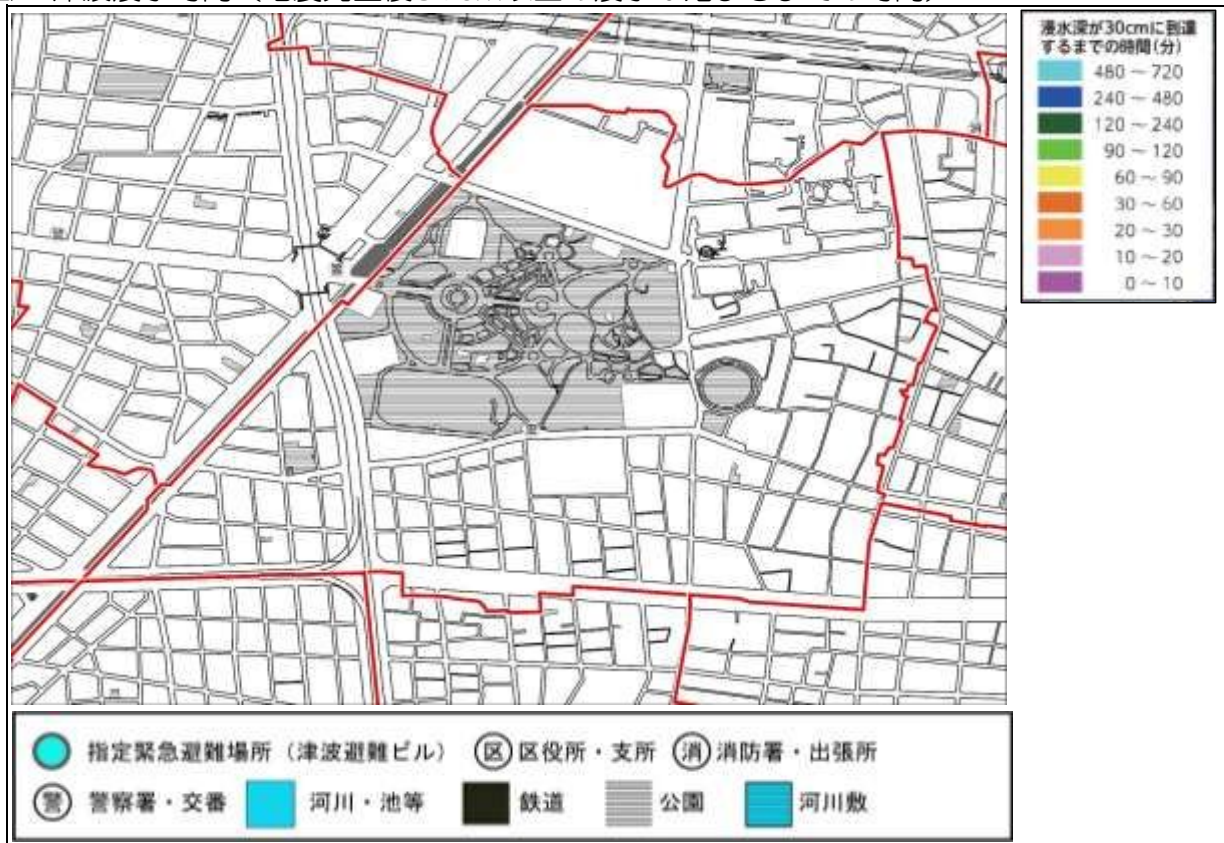 浸水深が30cmに到達
するまでの時間(分)
480 ~ 720
240 ~ 480
120 ~ 240
90 ~ 120
60 ~ 90
30 ~ 60
20 ~ 30
10 ~ 20
0 ~ 10
指定緊急避難場所（津波避難ビル） 区 区役所・支所 消 消防署・出張所
警 警察署・交番 河川・池等 鉄道 公園 河川敷